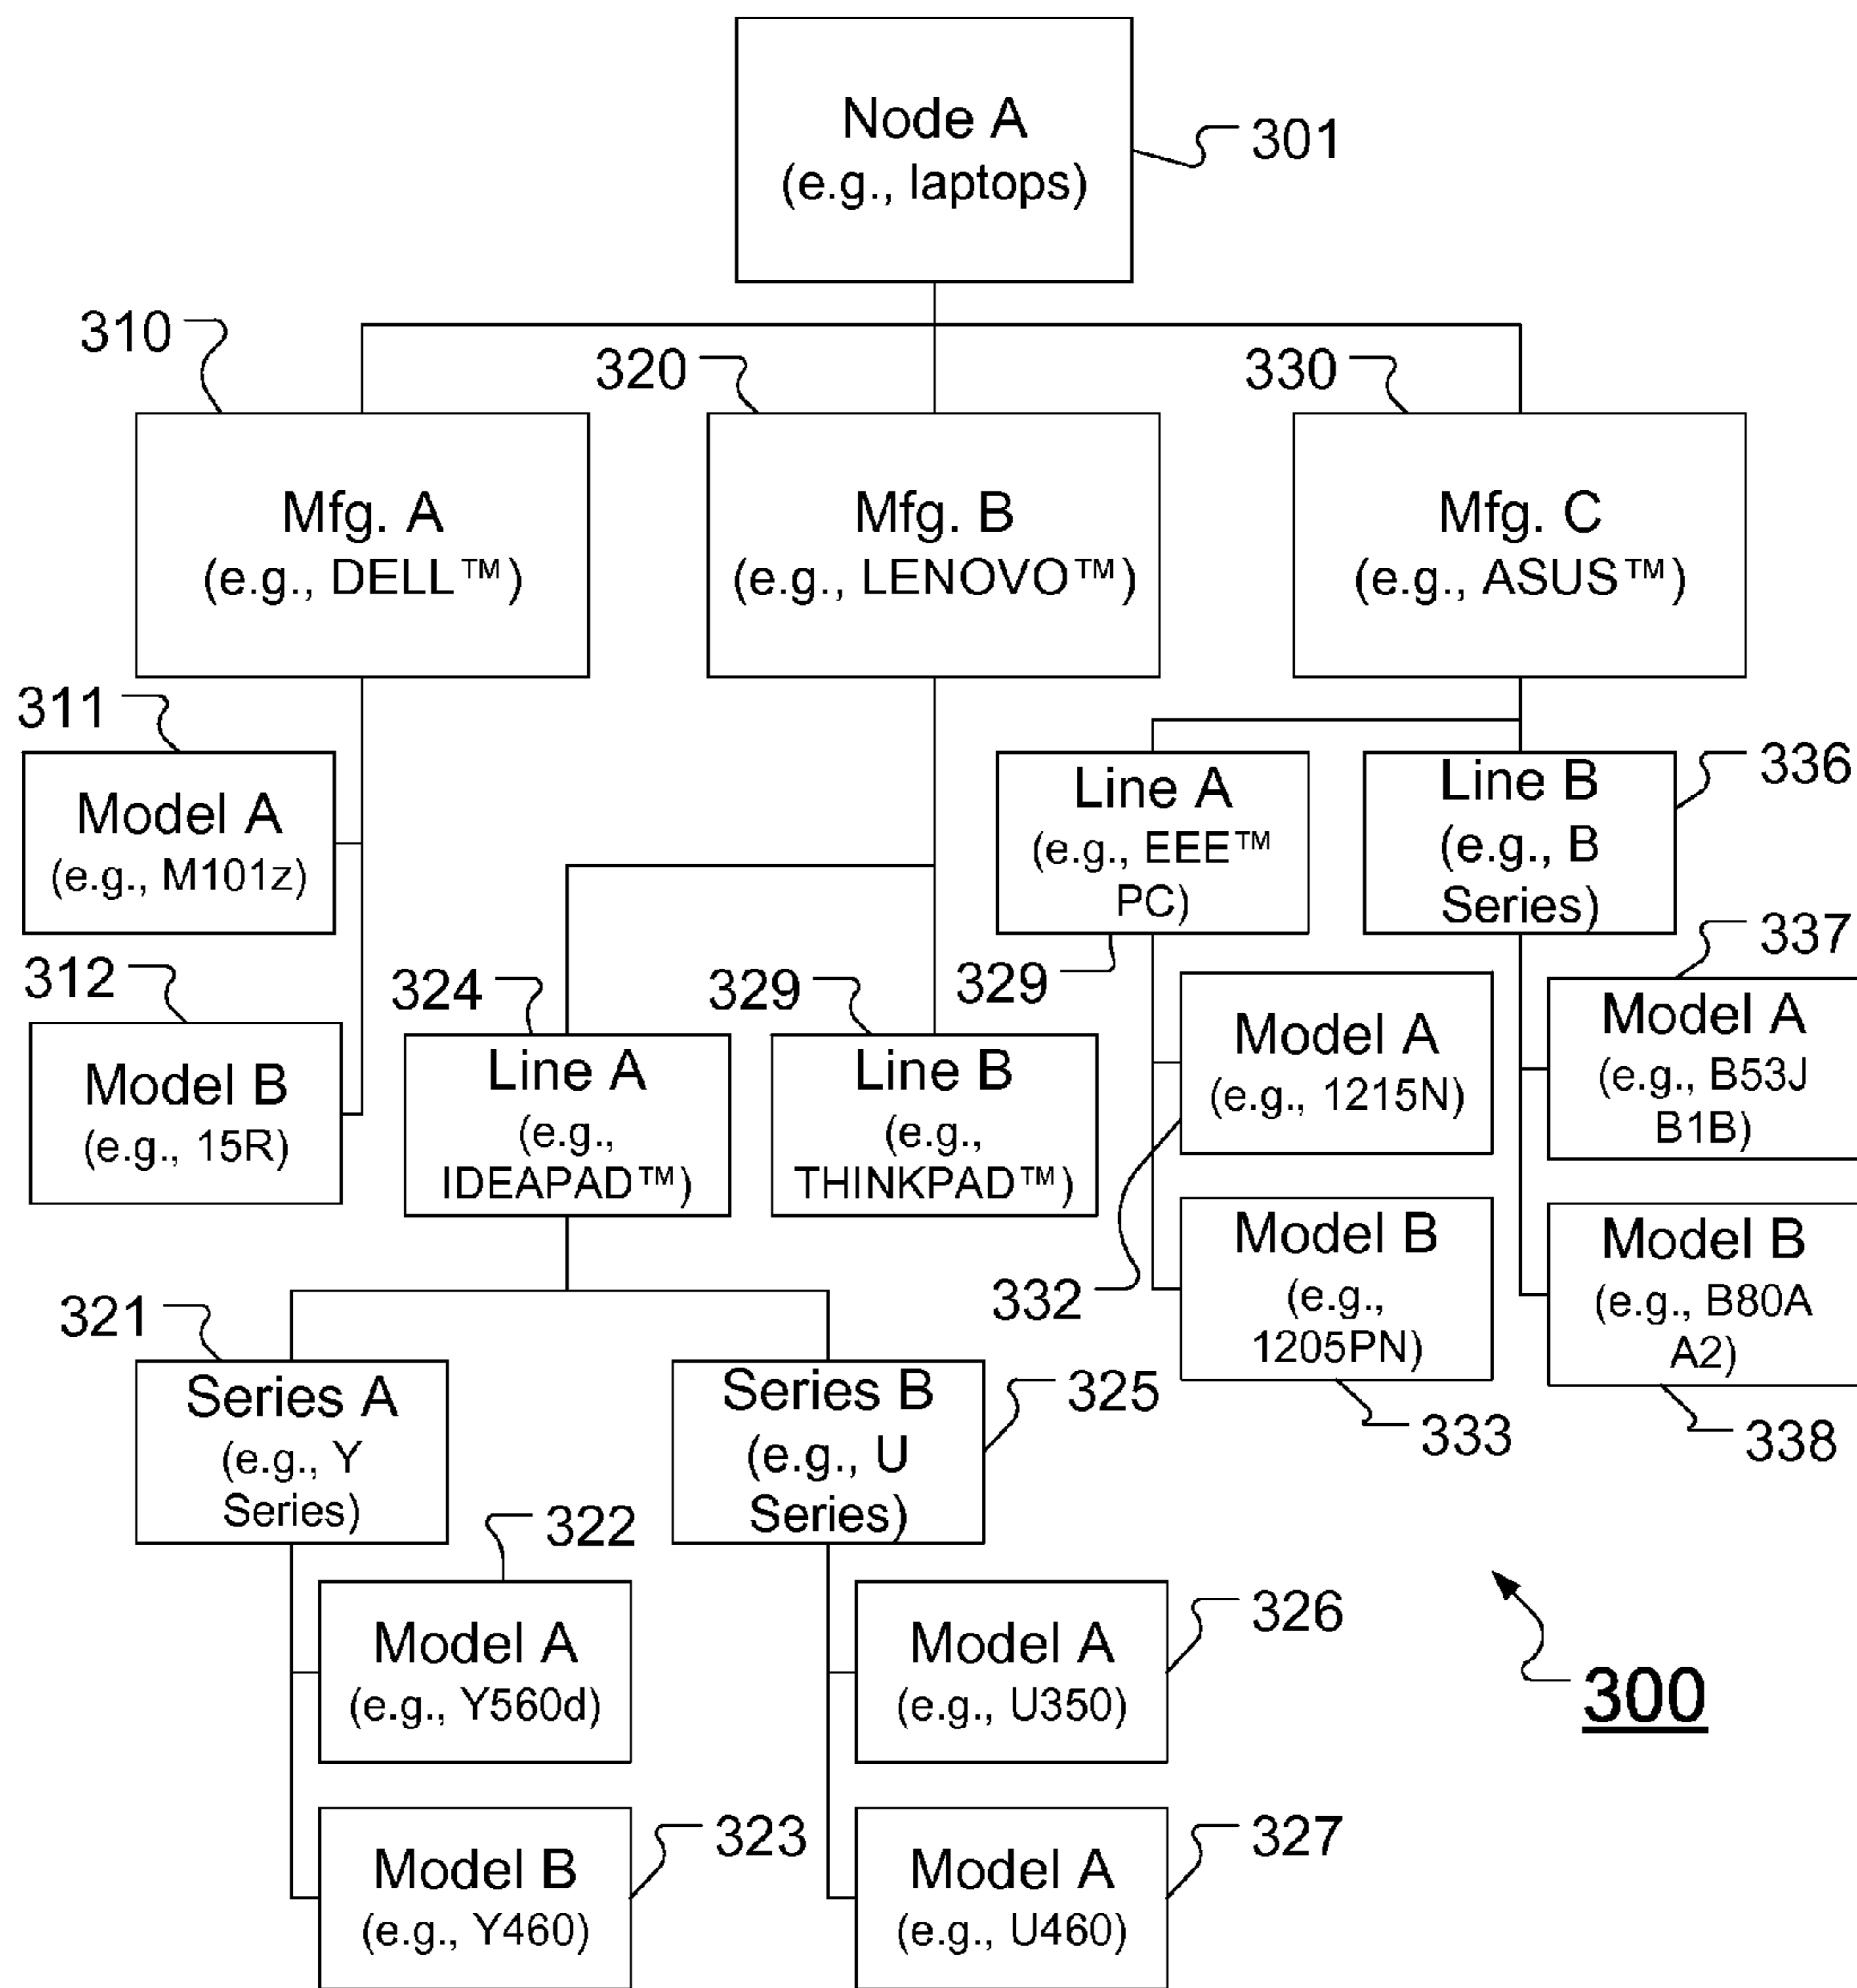 Node A
(e.g., laptops)
301
310
320
330
Mfg. A
(e.g., DELL™)
Mfg. B
(e.g., LENOVO™)
Mfg. C
(e.g., ASUS™)
311
Model A
(e.g., M101z)
312
Model B
(e.g., 15R)
324
Line A
(e.g.,
IDEAPAD™)
329
Line B
(e.g.,
THINKPAD™)
Line A
(e.g., EEE™
PC)
329
Line B
(e.g., B
Series)
336
Model A
(e.g., 1215N)
332
Model B
(e.g.,
1205PN)
333
337
Model A
(e.g., B53J
B1B)
Model B
(e.g., B80A
A2)
338
321
Series A
(e.g., Y
Series)
Series B
(e.g., U
Series)
325
322
Model A
(e.g., Y560d)
Model B
(e.g., Y460)
323
Model A
(e.g., U350)
326
Model A
(e.g., U460)
327
300